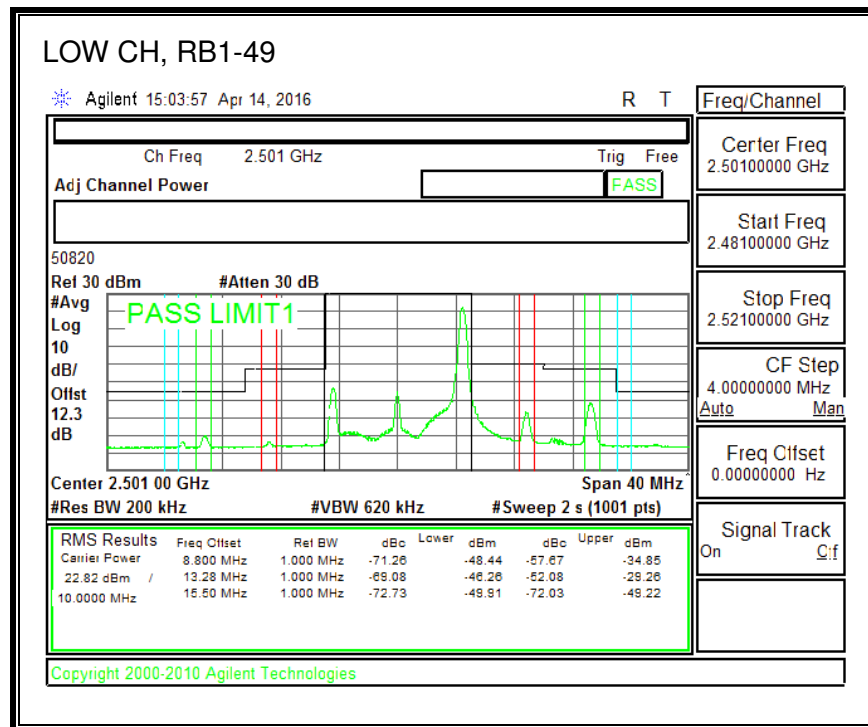 LOW CH, RB1-49
Agilent 15:03:57 Apr 14, 2016 R T
Freq/Channel
Ch Freq 2.501 GHz Trig Free
Adj Channel Power PASS
Center Freq
2.50100000 GHz
Start Freq
2.48100000 GHz
Stop Freq
2.52100000 GHz
CF Step
4.00000000 MHz
Auto Man
Freq Offset
0.00000000 Hz
Signal Track
On Off
50820
Ref 30 dBm #Atten 30 dB
#Avg
Log
10
dB/
Offst
12.3
dB
PASS LIMIT1
Center 2.501 00 GHz Span 40 MHz
#Res BW 200 kHz #VBW 620 kHz #Sweep 2 s (1001 pts)
RMS Results Freq Offset Ref BW dBc Lower dBm dBc Upper dBm
Carrier Power 8.800 MHz 1.000 MHz -71.26 -48.44 -57.67 -34.85
22.82 dBm / 13.28 MHz 1.000 MHz -69.08 -46.26 -52.08 -29.26
10.0000 MHz 15.50 MHz 1.000 MHz -72.73 -49.91 -72.03 -49.22
Copyright 2000-2010 Agilent Technologies